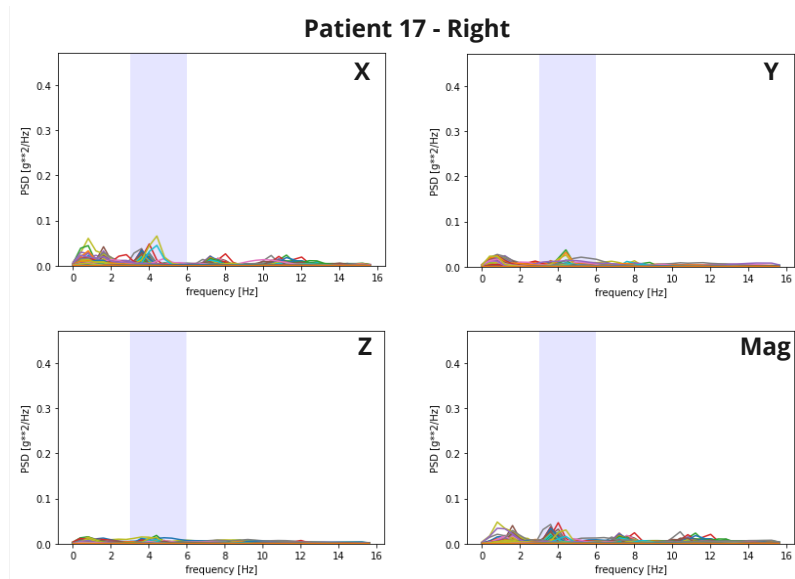 Patient 17 - Right
X
0.4
0.3
0.2
0.1
0.0
PSD [g**2/Hz]
0 2 4 6 8 10 12 14 16
frequency [Hz]
Y
0.4
0.3
0.2
0.1
0.0
PSD [g**2/Hz]
0 2 4 6 8 10 12 14 16
frequency [Hz]
Z
0.4
0.3
0.2
0.1
0.0
PSD [g**2/Hz]
0 2 4 6 8 10 12 14 16
frequency [Hz]
Mag
0.4
0.3
0.2
0.1
0.0
PSD [g**2/Hz]
0 2 4 6 8 10 12 14 16
frequency [Hz]